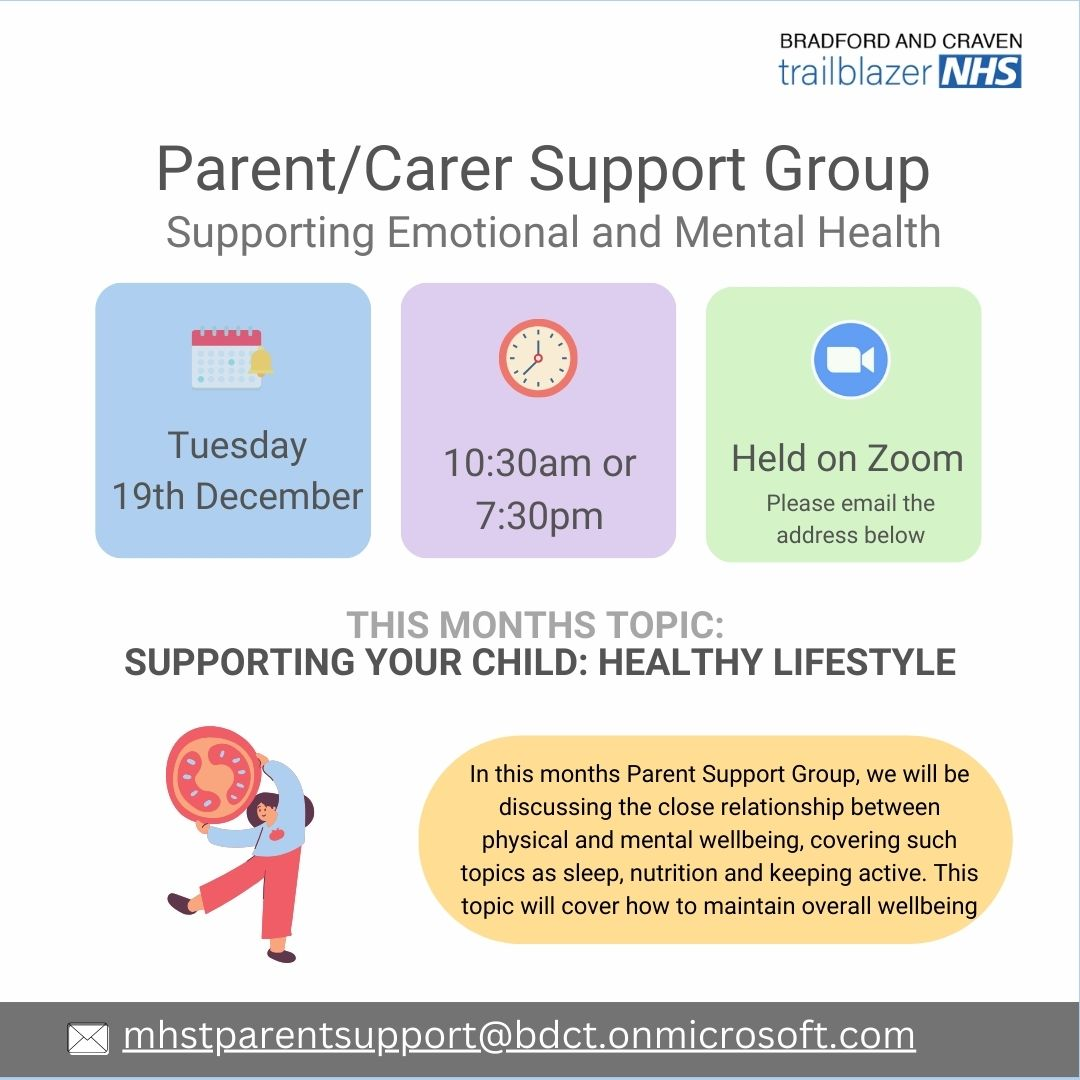 BRADFORD AND CRAVEN
trailblazer NHS
Parent/Carer Support Group
Supporting Emotional and Mental Health
Tuesday
19th December
10:30am or
7:30pm
Held on Zoom
Please email the
address below
THIS MONTHS TOPIC:
SUPPORTING YOUR CHILD: HEALTHY LIFESTYLE
In this months Parent Support Group, we will be
discussing the close relationship between
physical and mental wellbeing, covering such
topics as sleep, nutrition and keeping active. This
topic will cover how to maintain overall wellbeing
mhstparentsupport@bdct.onmicrosoft.com